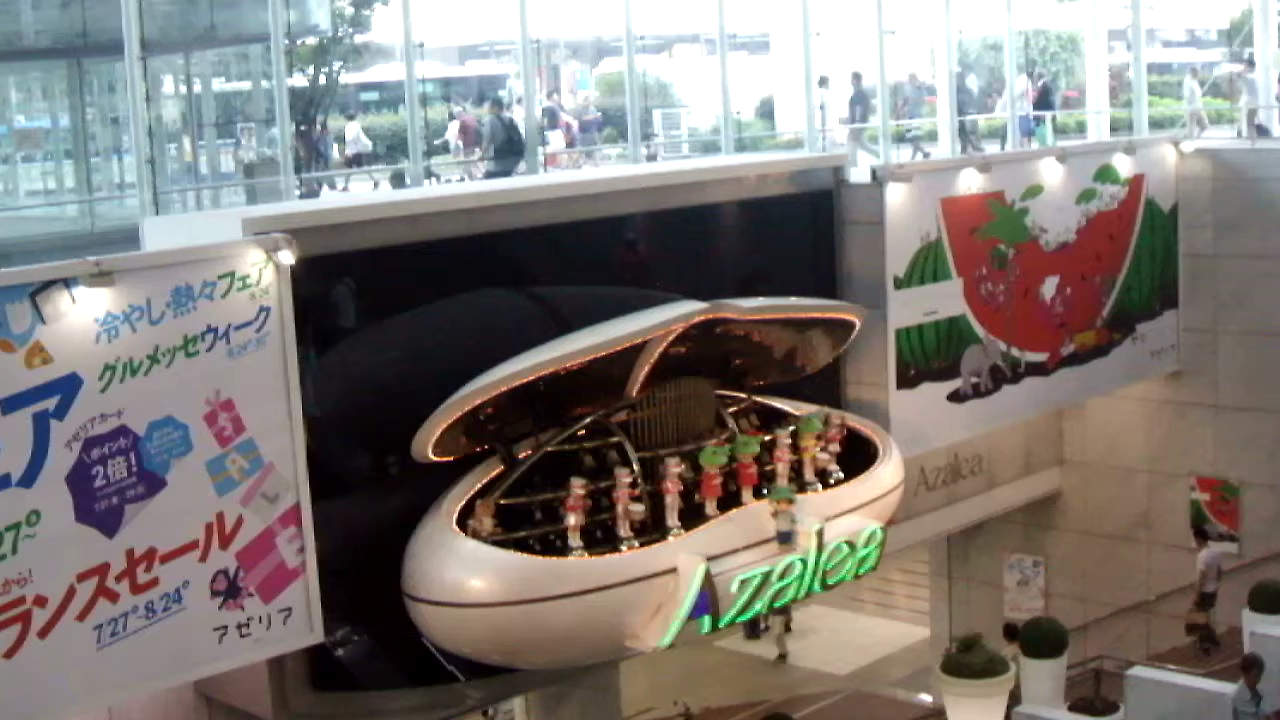 冷やし・熱々フェア
グルメッセウィーク
ェア
アゼリアカード
ポイント
2倍!
SALE
27°~
から!
ランスセール
7.27°-8.24°
アゼリア
Azalea
Azalea